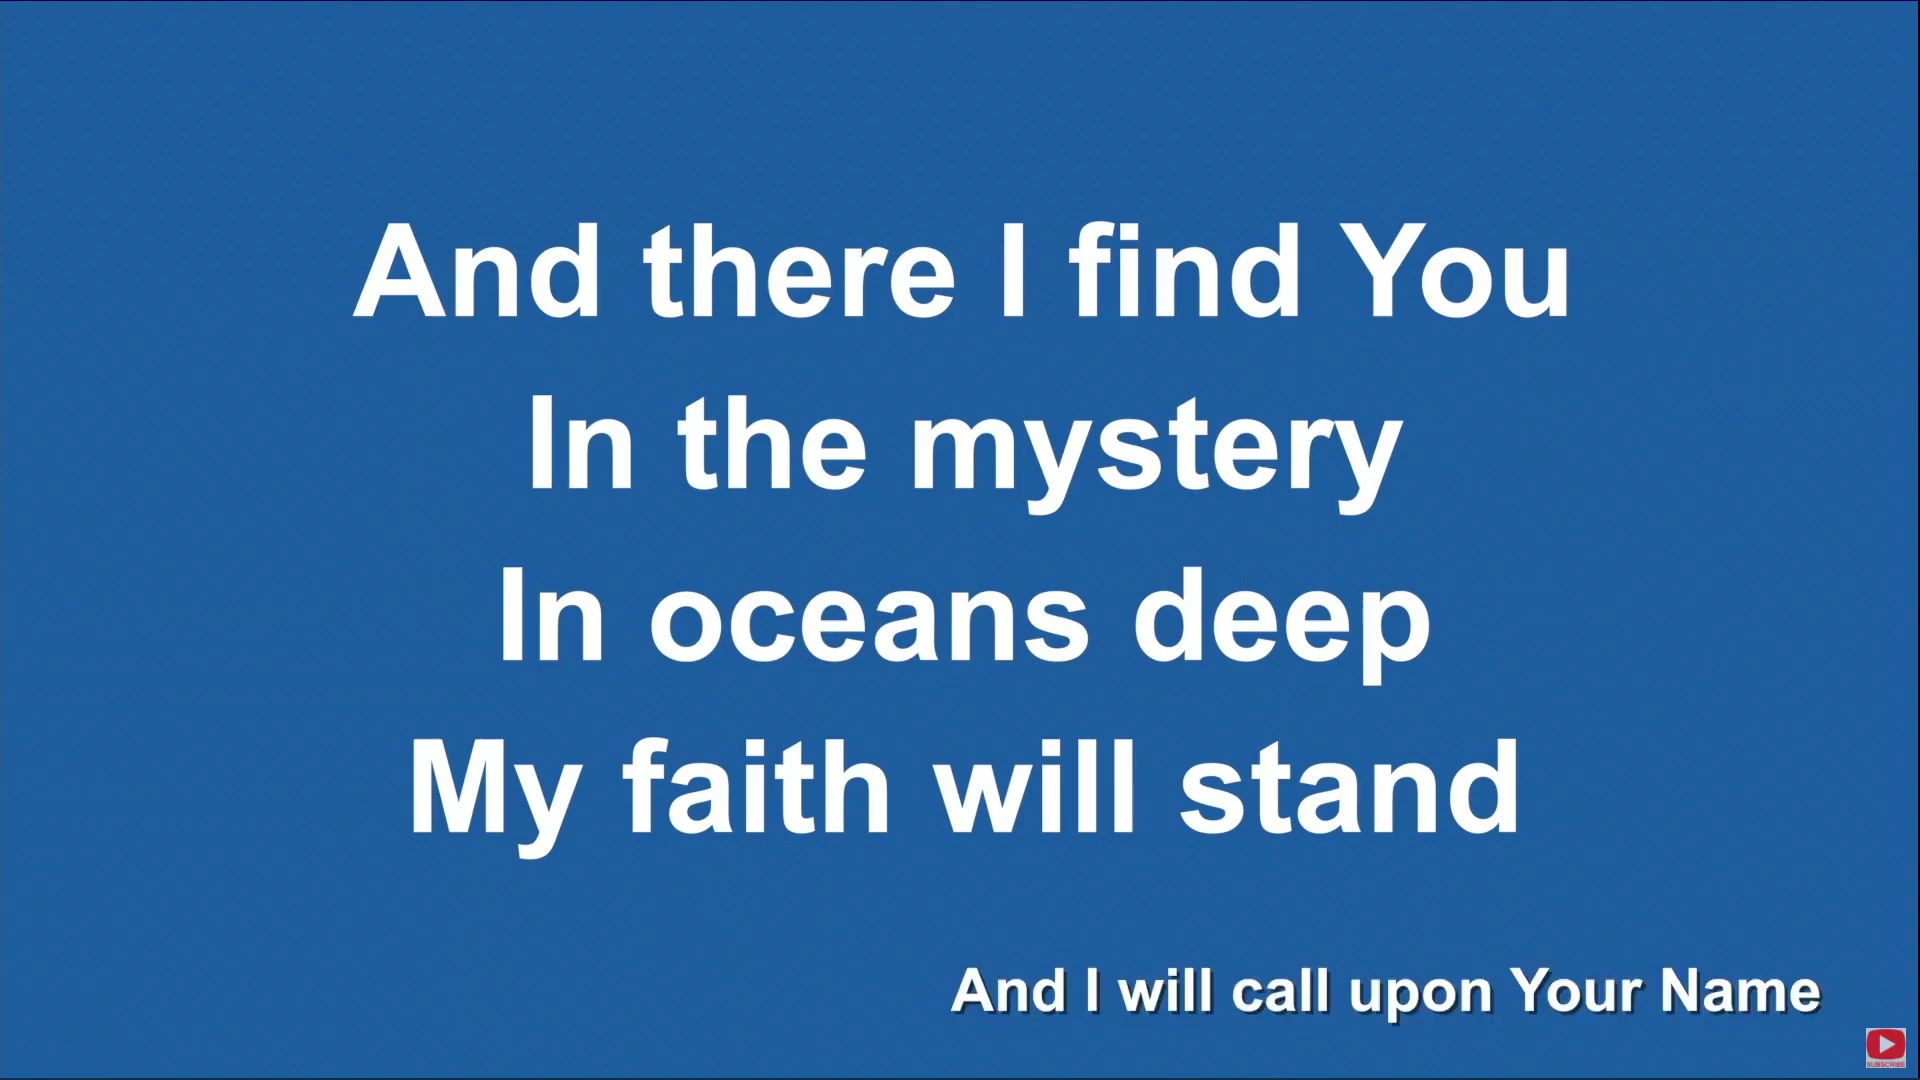 And there I find You
In the mystery
In oceans deep
My faith will stand
And I will call upon Your Name
SUBSCRIBE